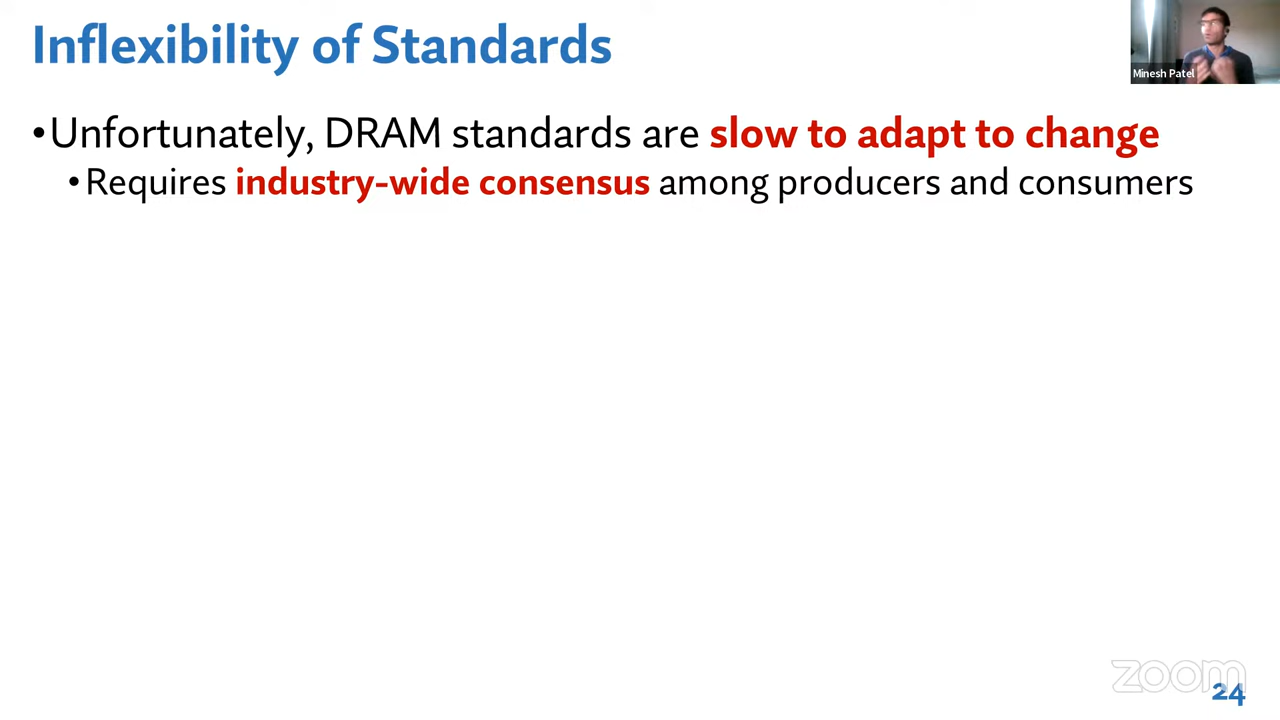 Inflexibility of Standards
Minesh Patel
•Unfortunately, DRAM standards are slow to adapt to change
•Requires industry-wide consensus among producers and consumers
zoom
24